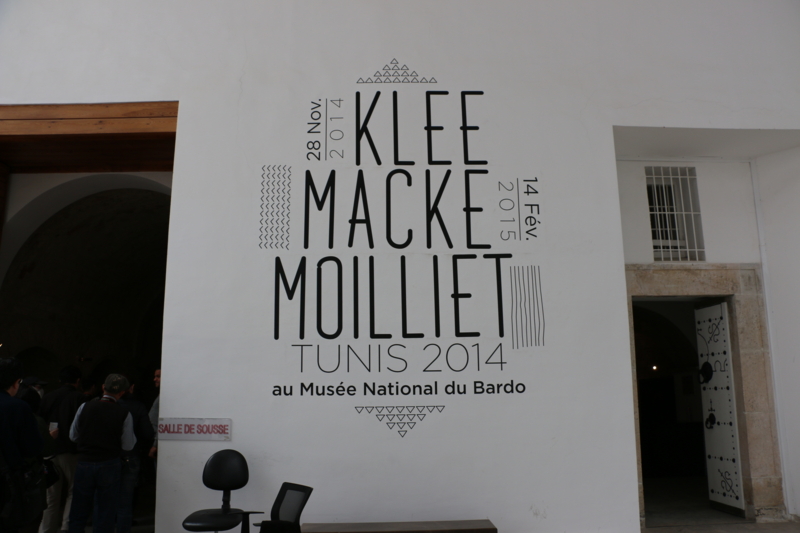 28 Nov.
2014
KLEE
MACKE
14 Fév.
2015
MOILLIET
TUNIS 2014
au Musée National du Bardo
SALLE DE SOUSSE